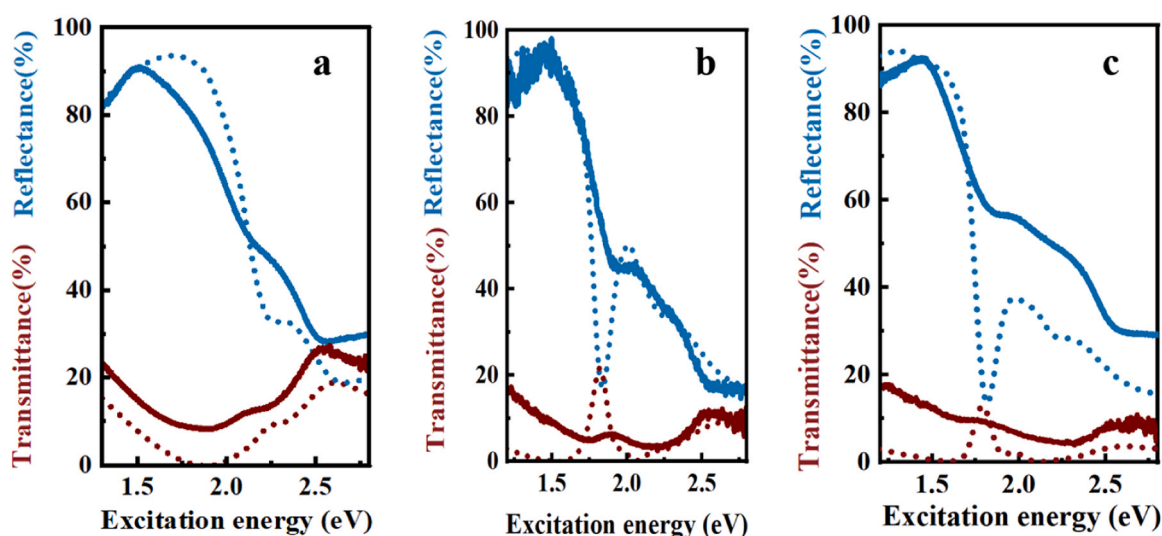 a
Reflectance(%)
Transmittance(%)
100
80
60
40
20
0
1.5 2.0 2.5
Excitation energy (eV)
b
Reflectance(%)
Transmittance(%)
100
80
60
40
20
0
1.5 2.0 2.5
Excitation energy (eV)
c
Reflectance(%)
Transmittance(%)
100
80
60
40
20
0
1.5 2.0 2.5
Excitation energy (eV)